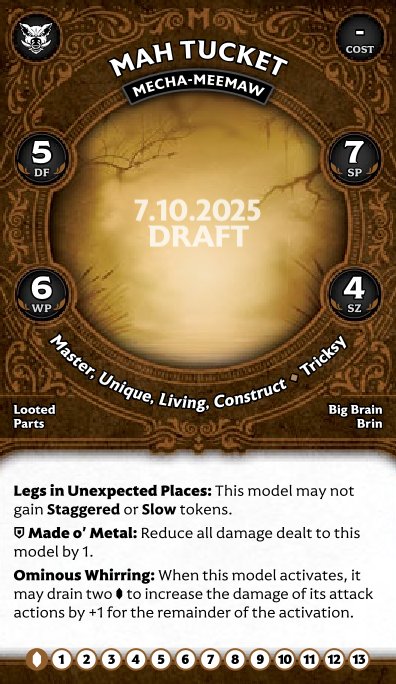 -
COST
MAH TUCKET
MECHA-MEEMAW
5
DF
7
SP
7.10.2025
DRAFT
6
WP
4
SZ
Master, Unique, Living, Construct ♦ Tricksy
Looted
Parts
Big Brain
Brin
Legs in Unexpected Places: This model may not
gain Staggered or Slow tokens.
Made o’ Metal: Reduce all damage dealt to this
model by 1.
Ominous Whirring: When this model activates, it
may drain two to increase the damage of its attack
actions by +1 for the remainder of the activation.
1 2 3 4 5 6 7 8 9 10 11 12 13